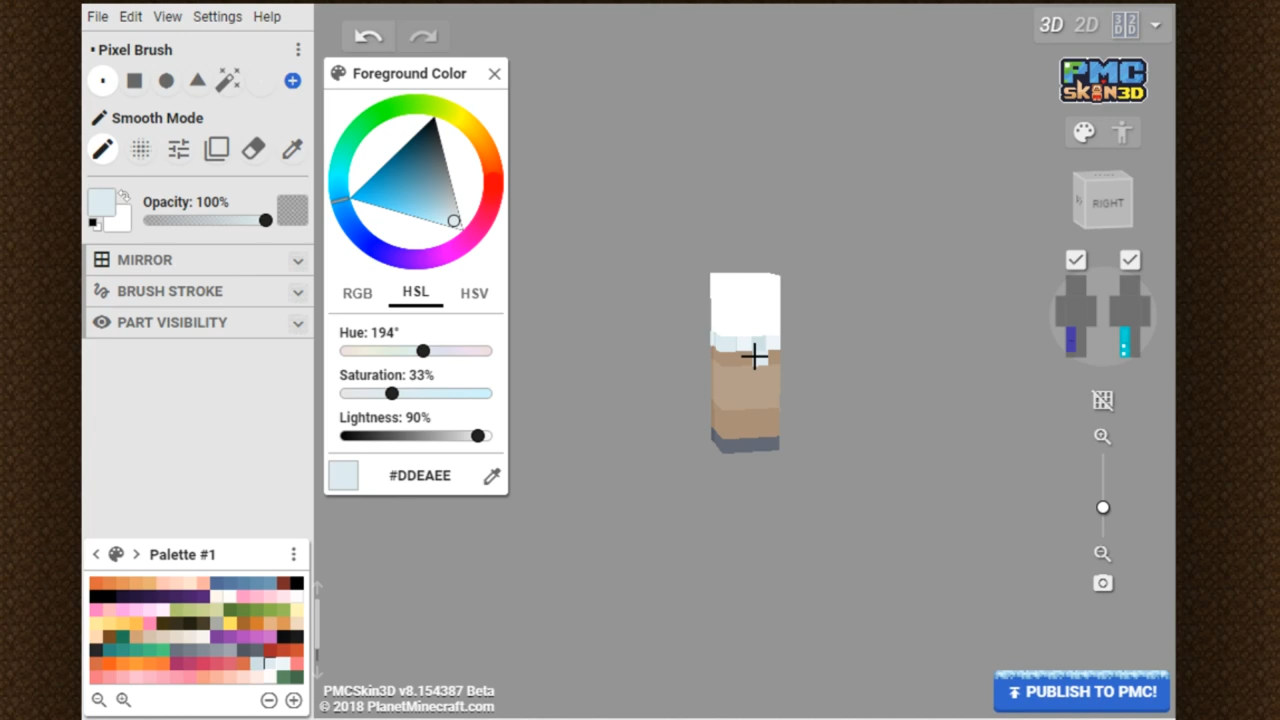 File Edit View Settings Help
Pixel Brush
Smooth Mode
Opacity: 100%
MIRROR
BRUSH STROKE
PART VISIBILITY
Palette #1
Foreground Color
RGB HSL HSV
Hue: 194°
Saturation: 33%
Lightness: 90%
#DDEAEE
3D 2D 3D 2D
PMC
SKIN3D
RIGHT
PMCSkin3D v8.154387 Beta
© 2018 PlanetMinecraft.com
PUBLISH TO PMC!